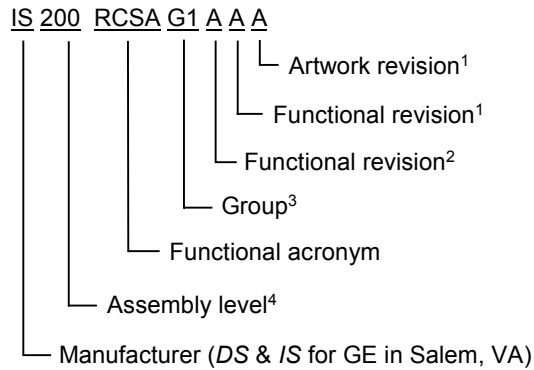 IS 200 RCSA G1 A A A
Artwork revision¹
Functional revision¹
Functional revision²
Group³
Functional acronym
Assembly level⁴
Manufacturer (DS & IS for GE in Salem, VA)